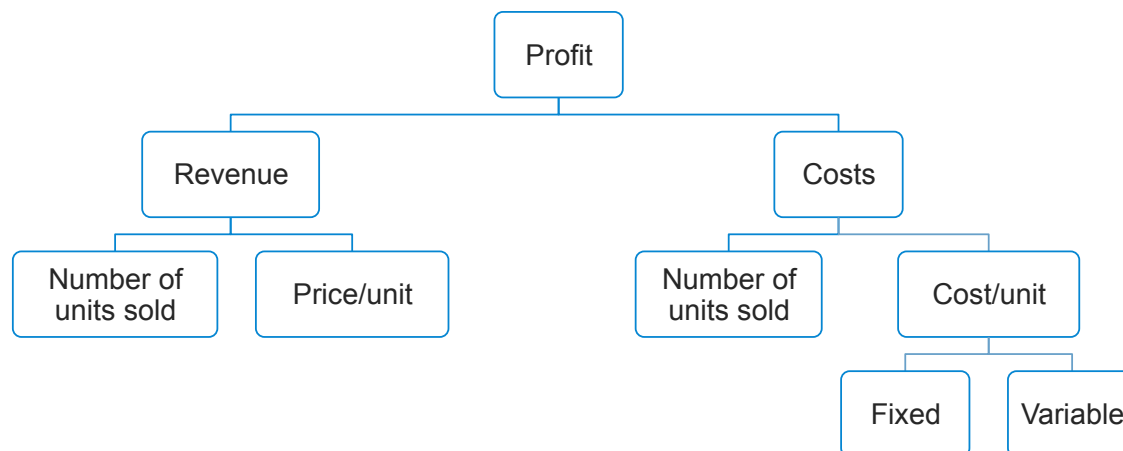 Profit
Revenue
Costs
Number of
units sold
Price/unit
Number of
units sold
Cost/unit
Fixed
Variable